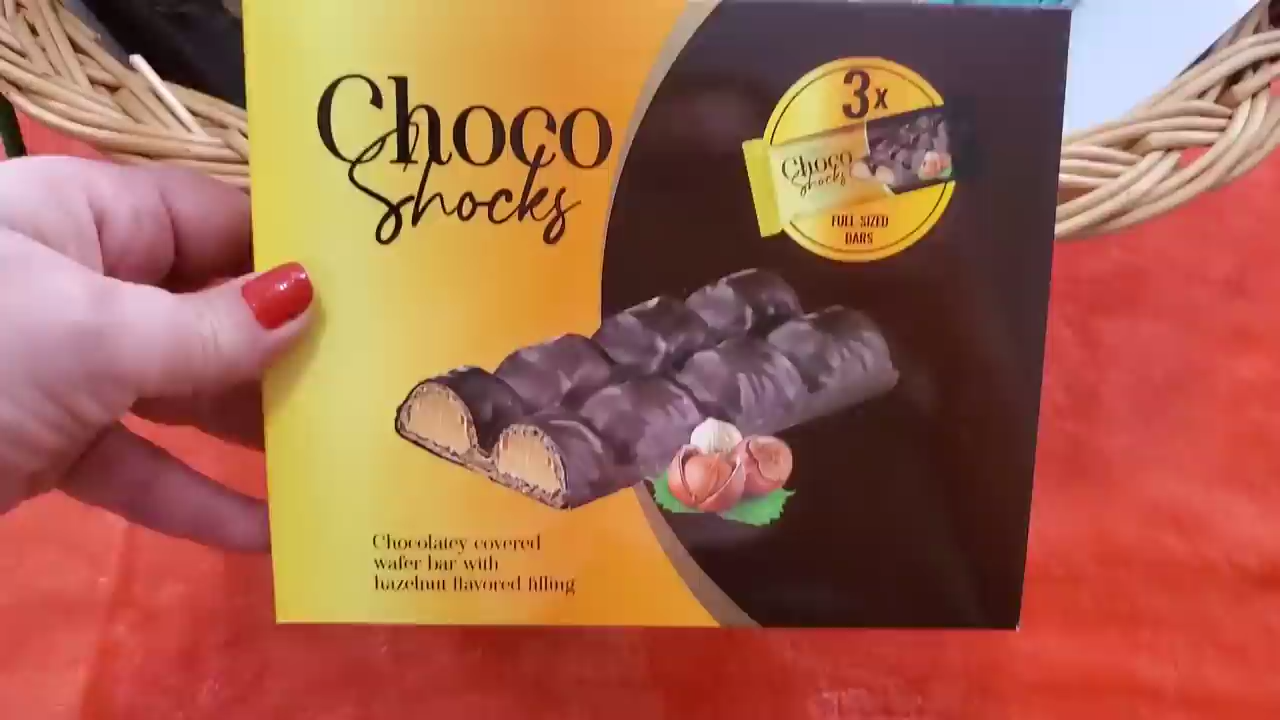 Choco
Shocks
3x
Choco
Shocks
FULL SIZED
BARS
Chocolatey covered
wafer bar with
hazelnut flavored filling